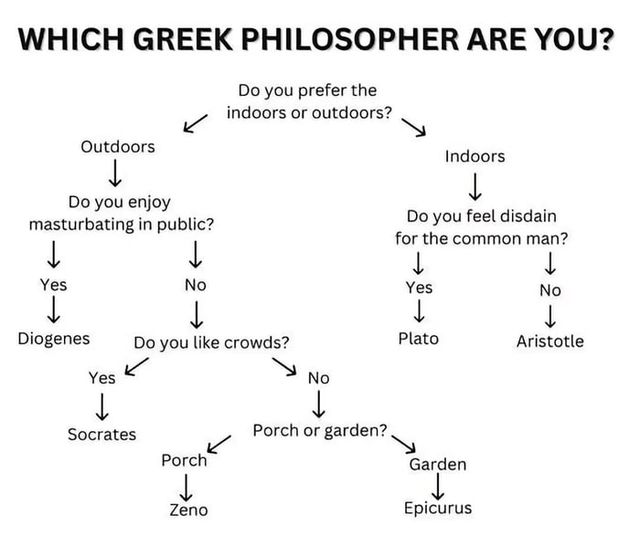 WHICH GREEK PHILOSOPHER ARE YOU?
Do you prefer the
indoors or outdoors?
Outdoors
Indoors
Do you enjoy
masturbating in public?
Do you feel disdain
for the common man?
Yes
No
Yes
No
Diogenes
Do you like crowds?
Plato
Aristotle
Yes
No
Socrates
Porch or garden?
Porch
Garden
Zeno
Epicurus